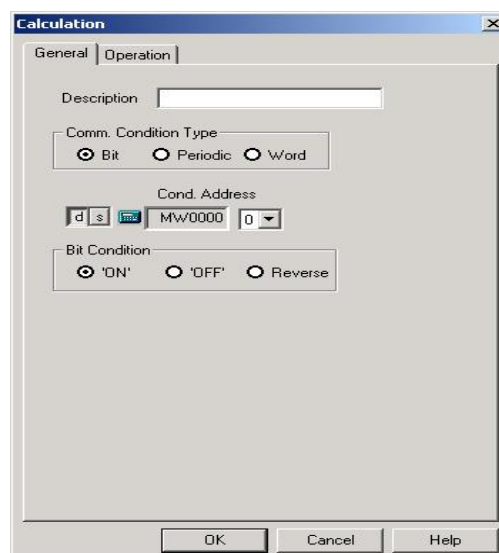 Calculation
General Operation
Description
Comm. Condition Type
Bit Periodic Word
Cond. Address
d s MW0000 0
Bit Condition
'ON' 'OFF' Reverse
OK Cancel Help